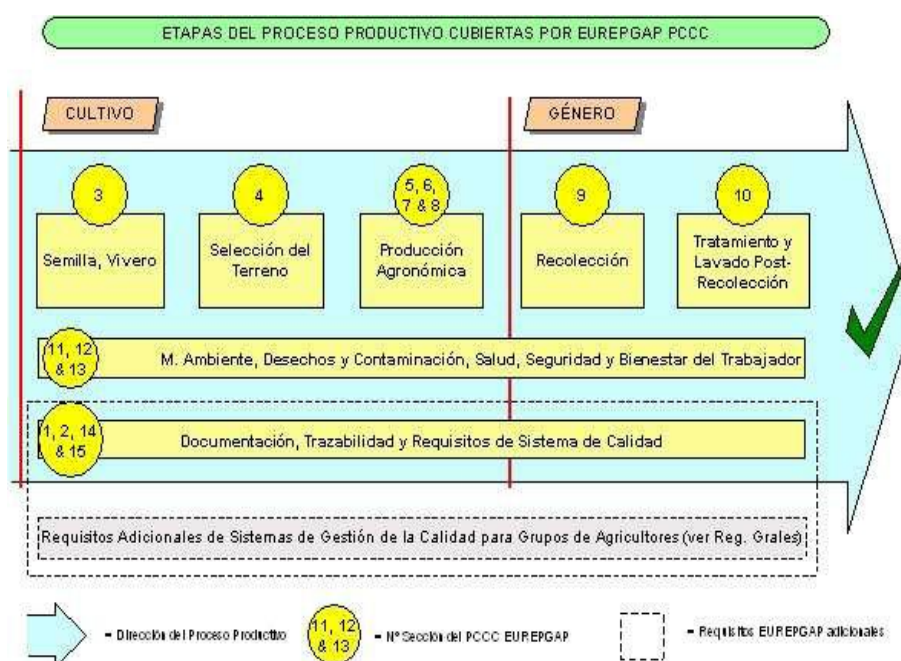 ETAPAS DEL PROCESO PRODUCTIVO CUBIERTAS POR EUREPGAP PCCC
CULTIVO
GÉNERO
3
4
5, 6,
7 & 8
9
10
Semilla, Vivero
Selección del
Terreno
Producción
Agronómica
Recolección
Tratamiento y
Lavado Post-
Recolección
11, 12
& 13
M. Ambiente, Desechos y Contaminación, Salud, Seguridad y Bienestar del Trabajador
1, 2, 14
& 15
Documentación, Trazabilidad y Requisitos de Sistema de Calidad
Requisitos Adicionales de Sistemas de Gestión de la Calidad para Grupos de Agricultores (ver Reg. Grales)
= Dirección del Proceso Productivo
11, 12
& 13
= Nº Sección del PCCC EUREPGAP
= Requisitos EUREPGAP adicionales